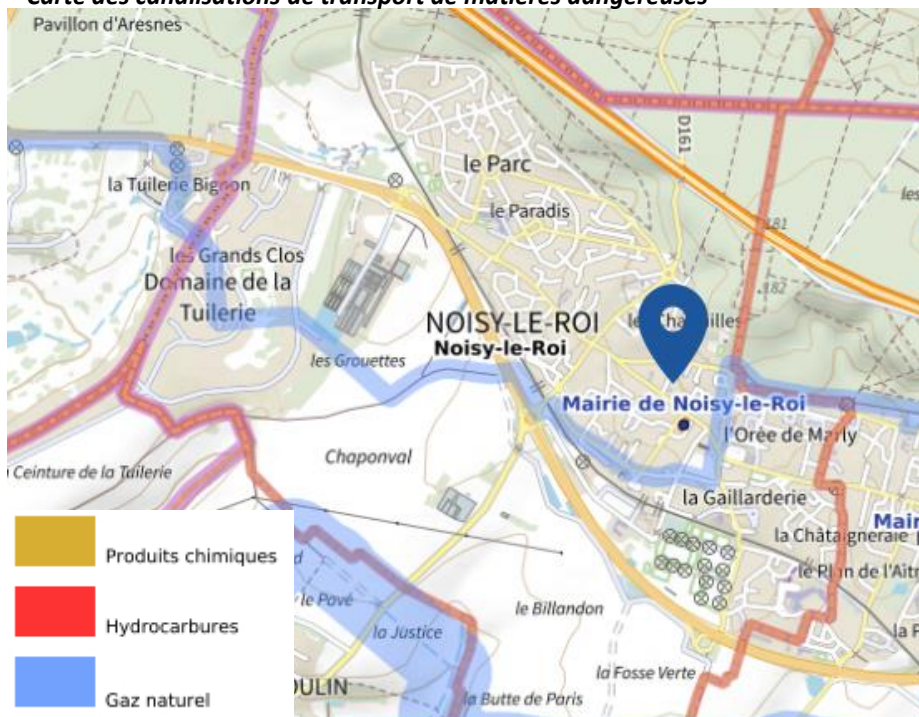 Carte des canalisations de transport de matières dangereuses
Pavillon d'Aresnes
D161
le Parc
la Tuilerie Bignon
le Paradis
181
les Grands Clos
Domaine de la
Tuilerie
182
NOISY-LE-ROI
Noisy-le-Roi
les Grouettes
Mairie de Noisy-le-Roi
l'Orée de Marly
Chaponval
Ceinture de la Tuilerie
la Gaillarderie
Mair
la Châtaigneraie
Produits chimiques
le Plan de l'Aîtr
le Pavé
le Billandon
Hydrocarbures
la Justice
la Fosse Verte
OULIN
la Butte de Paris
Gaz naturel